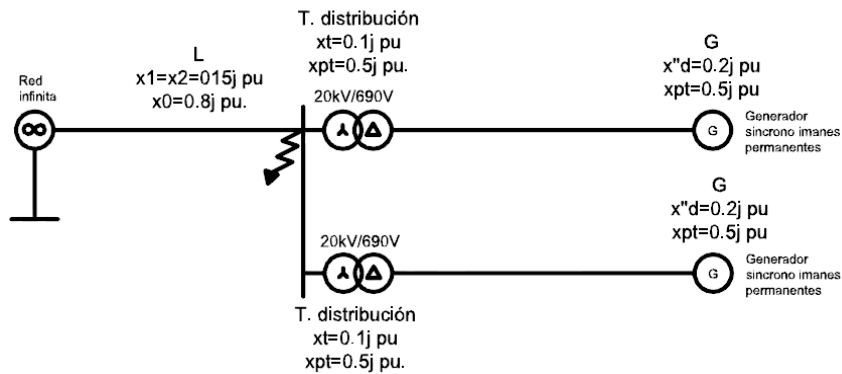 T. distribución
xt=0.1j pu
xpt=0.5j pu.
L
x1=x2=015j pu
x0=0.8j pu.
G
x"d=0.2j pu
xpt=0.5j pu
Red
infinita
20kV/690V
G
Generador
sincrono imanes
permanentes
G
x"d=0.2j pu
xpt=0.5j pu
20kV/690V
G
Generador
sincrono imanes
permanentes
T. distribución
xt=0.1j pu
xpt=0.5j pu.